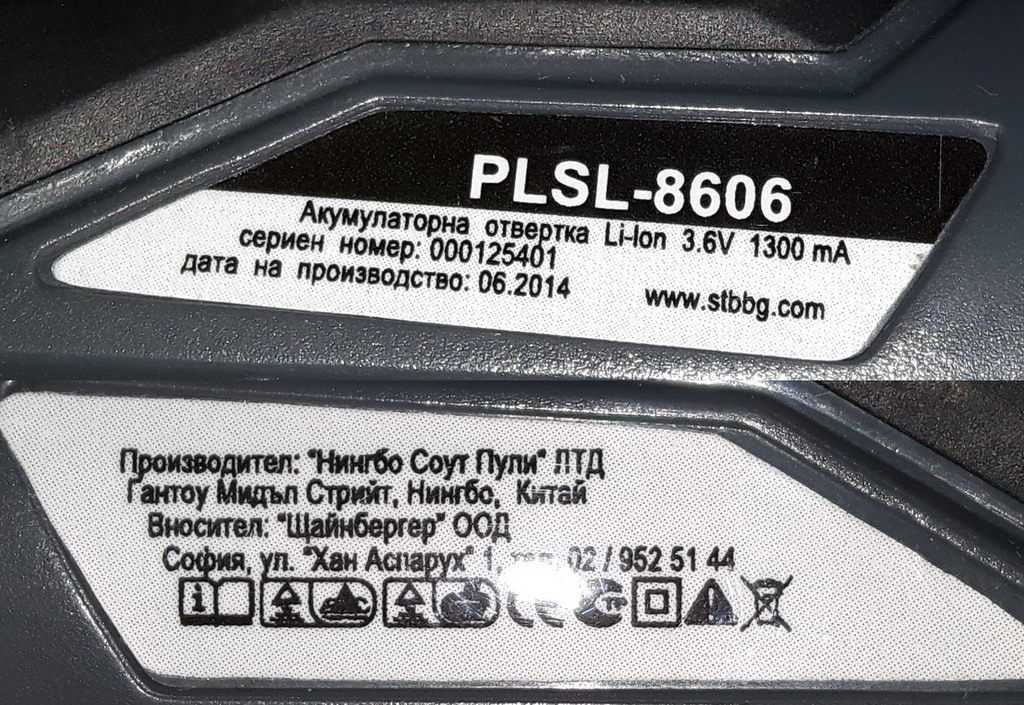 PLSL-8606
Акумулаторна отвертка Li-Ion 3.6V 1300 mA
сериен номер: 000125401
дата на производство: 06.2014
www.stbbg.com
Производител: "Нингбо Соут Пули" ЛТД
Гантоу Мидъл Стрийт, Нингбо, Китай
Вносител: "Щайнбергер" ООД
София, ул. "Хан Аспарух" 1, тел. 02 / 952 51 44